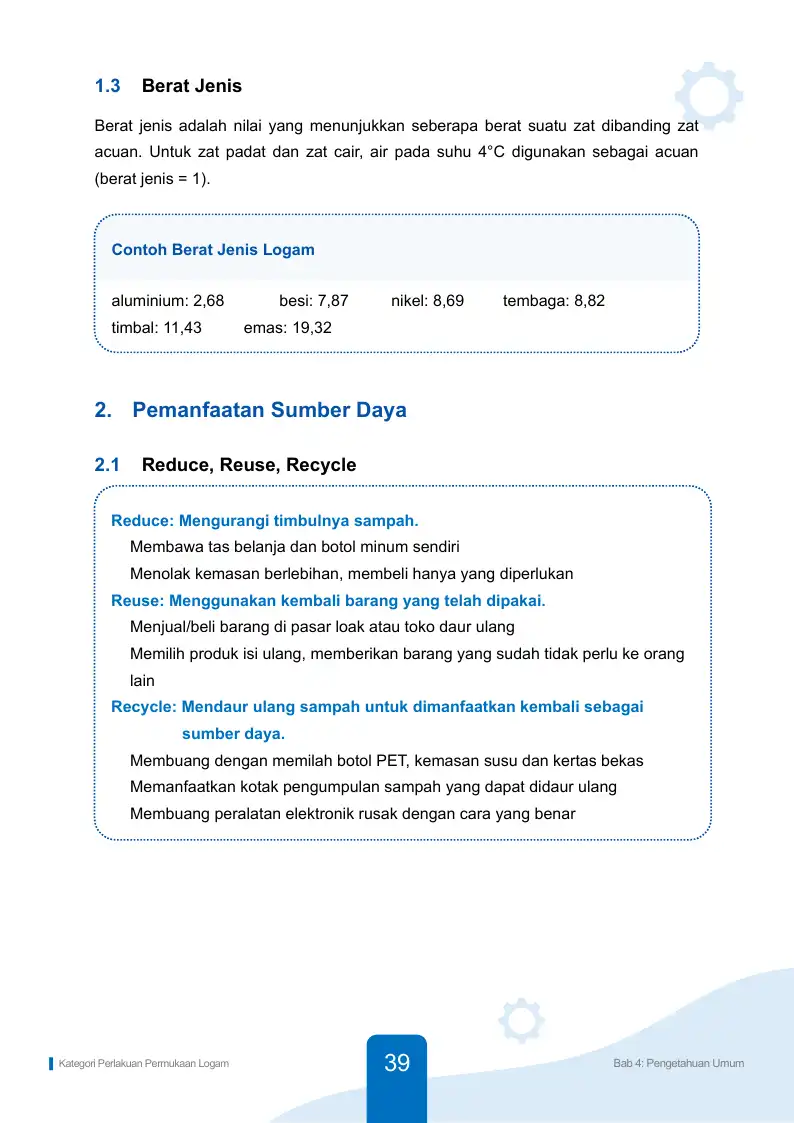 1.3 Berat Jenis
Berat jenis adalah nilai yang menunjukkan seberapa berat suatu zat dibanding zat
acuan. Untuk zat padat dan zat cair, air pada suhu 4°C digunakan sebagai acuan
(berat jenis = 1).
Contoh Berat Jenis Logam
aluminium: 2,68 besi: 7,87 nikel: 8,69 tembaga: 8,82
timbal: 11,43 emas: 19,32
2. Pemanfaatan Sumber Daya
2.1 Reduce, Reuse, Recycle
Reduce: Mengurangi timbulnya sampah.
Membawa tas belanja dan botol minum sendiri
Menolak kemasan berlebihan, membeli hanya yang diperlukan
Reuse: Menggunakan kembali barang yang telah dipakai.
Menjual/beli barang di pasar loak atau toko daur ulang
Memilih produk isi ulang, memberikan barang yang sudah tidak perlu ke orang
lain
Recycle: Mendaur ulang sampah untuk dimanfaatkan kembali sebagai
sumber daya.
Membuang dengan memilah botol PET, kemasan susu dan kertas bekas
Memanfaatkan kotak pengumpulan sampah yang dapat didaur ulang
Membuang peralatan elektronik rusak dengan cara yang benar
Kategori Perlakuan Permukaan Logam
39
Bab 4: Pengetahuan Umum